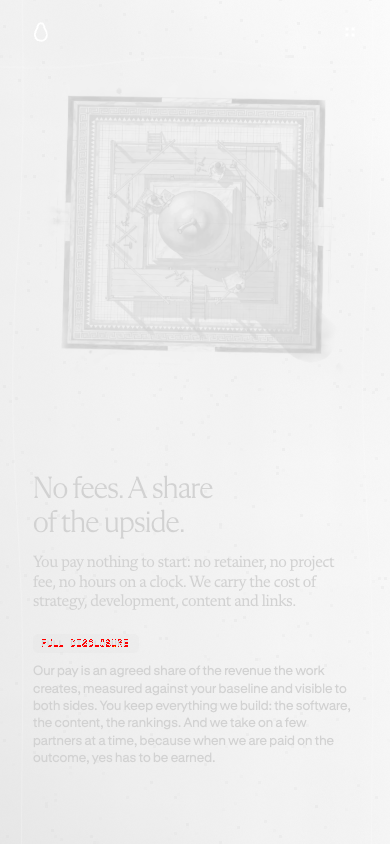 No fees. A share
of the upside.
You pay nothing to start: no retainer, no project
fee, no hours on a clock. We carry the cost of
strategy, development, content and links.
FULL DISCLOSURE
Our pay is an agreed share of the revenue the work
creates, measured against your baseline and visible to
both sides. You keep everything we build: the software,
the content, the rankings. And we take on a few
partners at a time, because when we are paid on the
outcome, yes has to be earned.